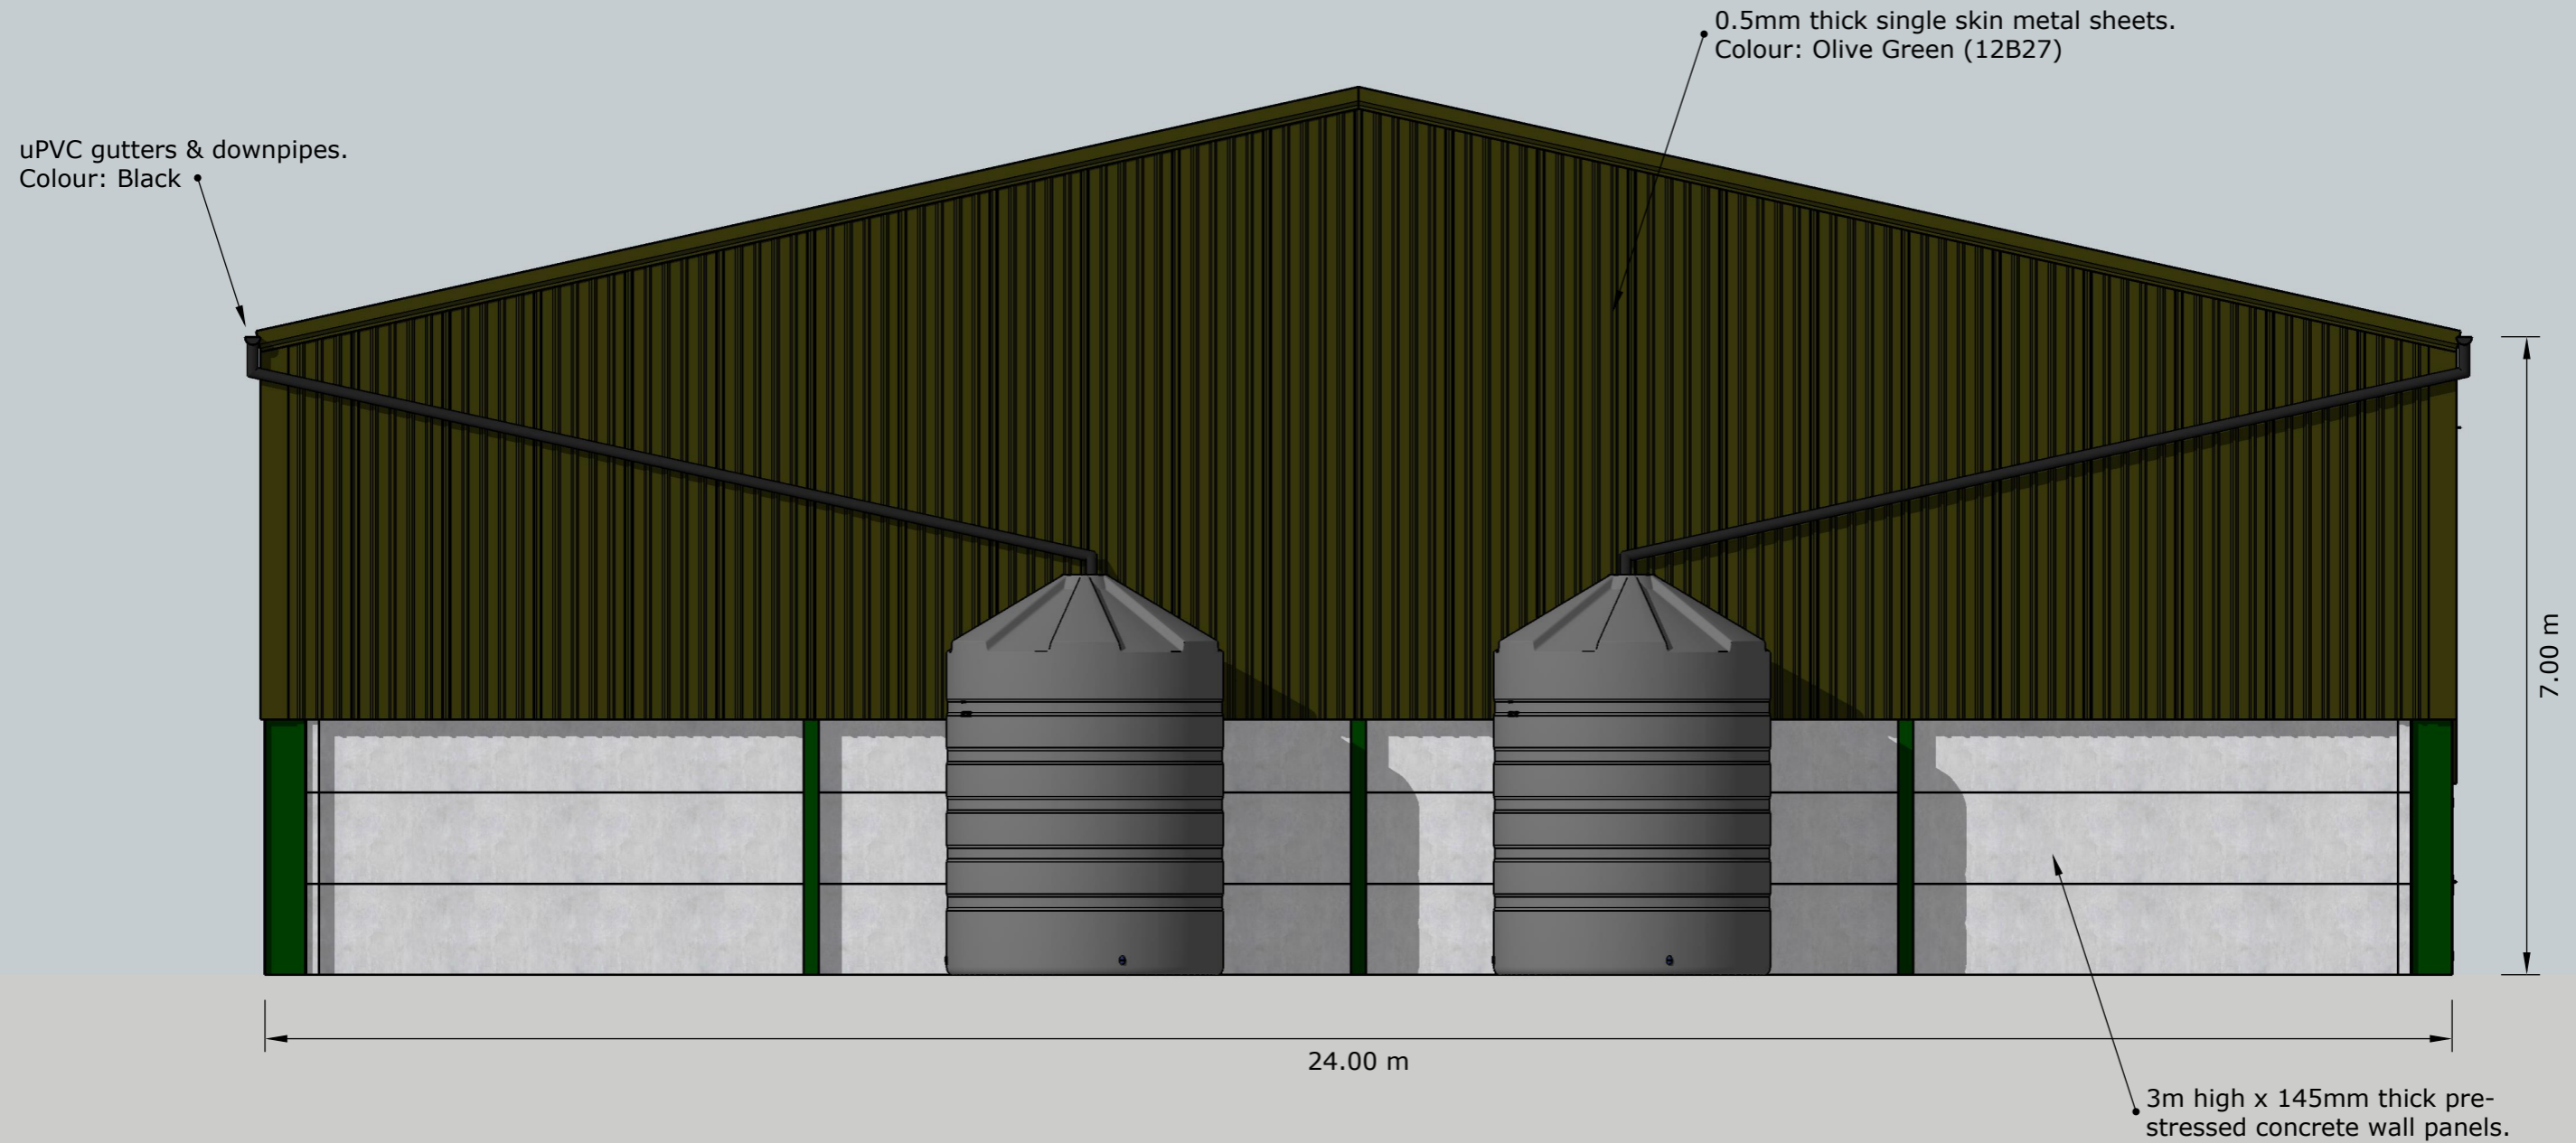 0.5mm thick single skin metal sheets.
Colour: Olive Green (12B27)
uPVC gutters & downpipes.
Colour: Black
7.00 m
24.00 m
3m high x 145mm thick pre-
stressed concrete wall panels.